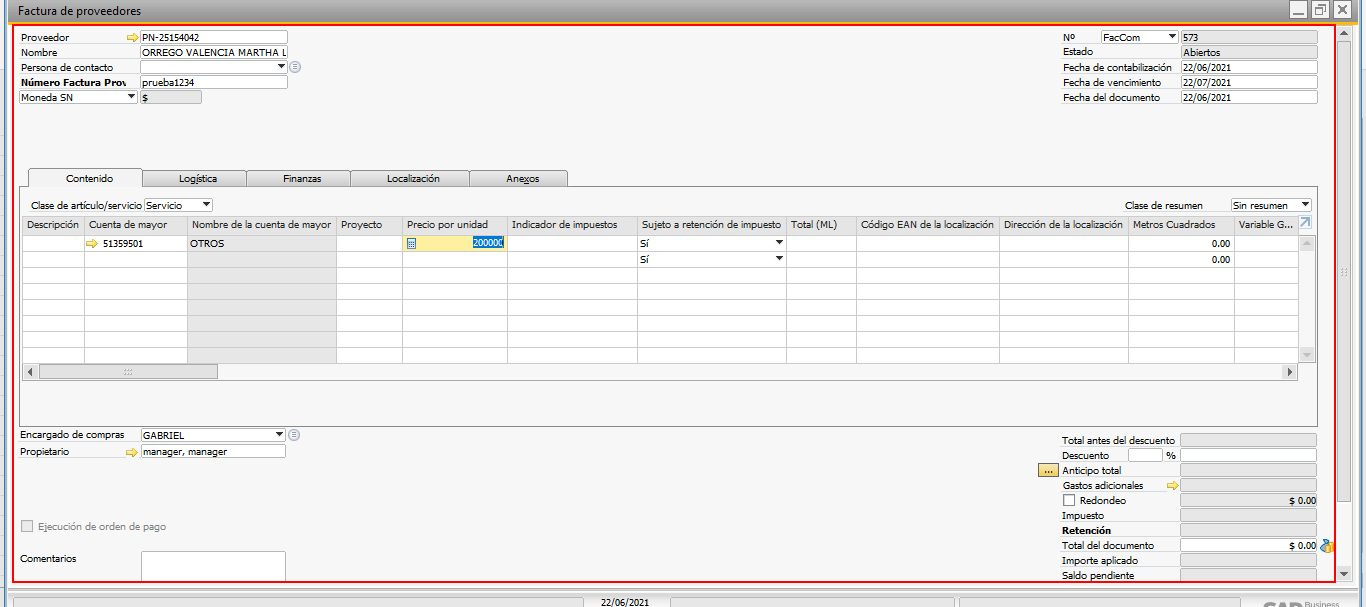 Factura de proveedores
Proveedor PN-25154042
Nombre ORREGO VALENCIA MARTHA L
Persona de contacto
Número Factura Prov prueba1234
Moneda SN $
Nº FacCom 573
Estado Abiertos
Fecha de contabilización 22/06/2021
Fecha de vencimiento 22/07/2021
Fecha del documento 22/06/2021
Contenido Logística Finanzas Localización Anexos
Clase de artículo/servicio Servicio Clase de resumen Sin resumen
Descripción Cuenta de mayor Nombre de la cuenta de mayor Proyecto Precio por unidad Indicador de impuestos Sujeto a retención de impuesto Total (ML) Código EAN de la localización Dirección de la localización Metros Cuadrados Variable G...
51359501 OTROS 200000 Sí 0.00
Sí 0.00
Encargado de compras GABRIEL
Propietario manager, manager
Ejecución de orden de pago
Comentarios
Total antes del descuento
Descuento %
... Anticipo total
Gastos adicionales
Redondeo $ 0.00
Impuesto
Retención
Total del documento $ 0.00
Importe aplicado
Saldo pendiente
22/06/2021
SAP Business